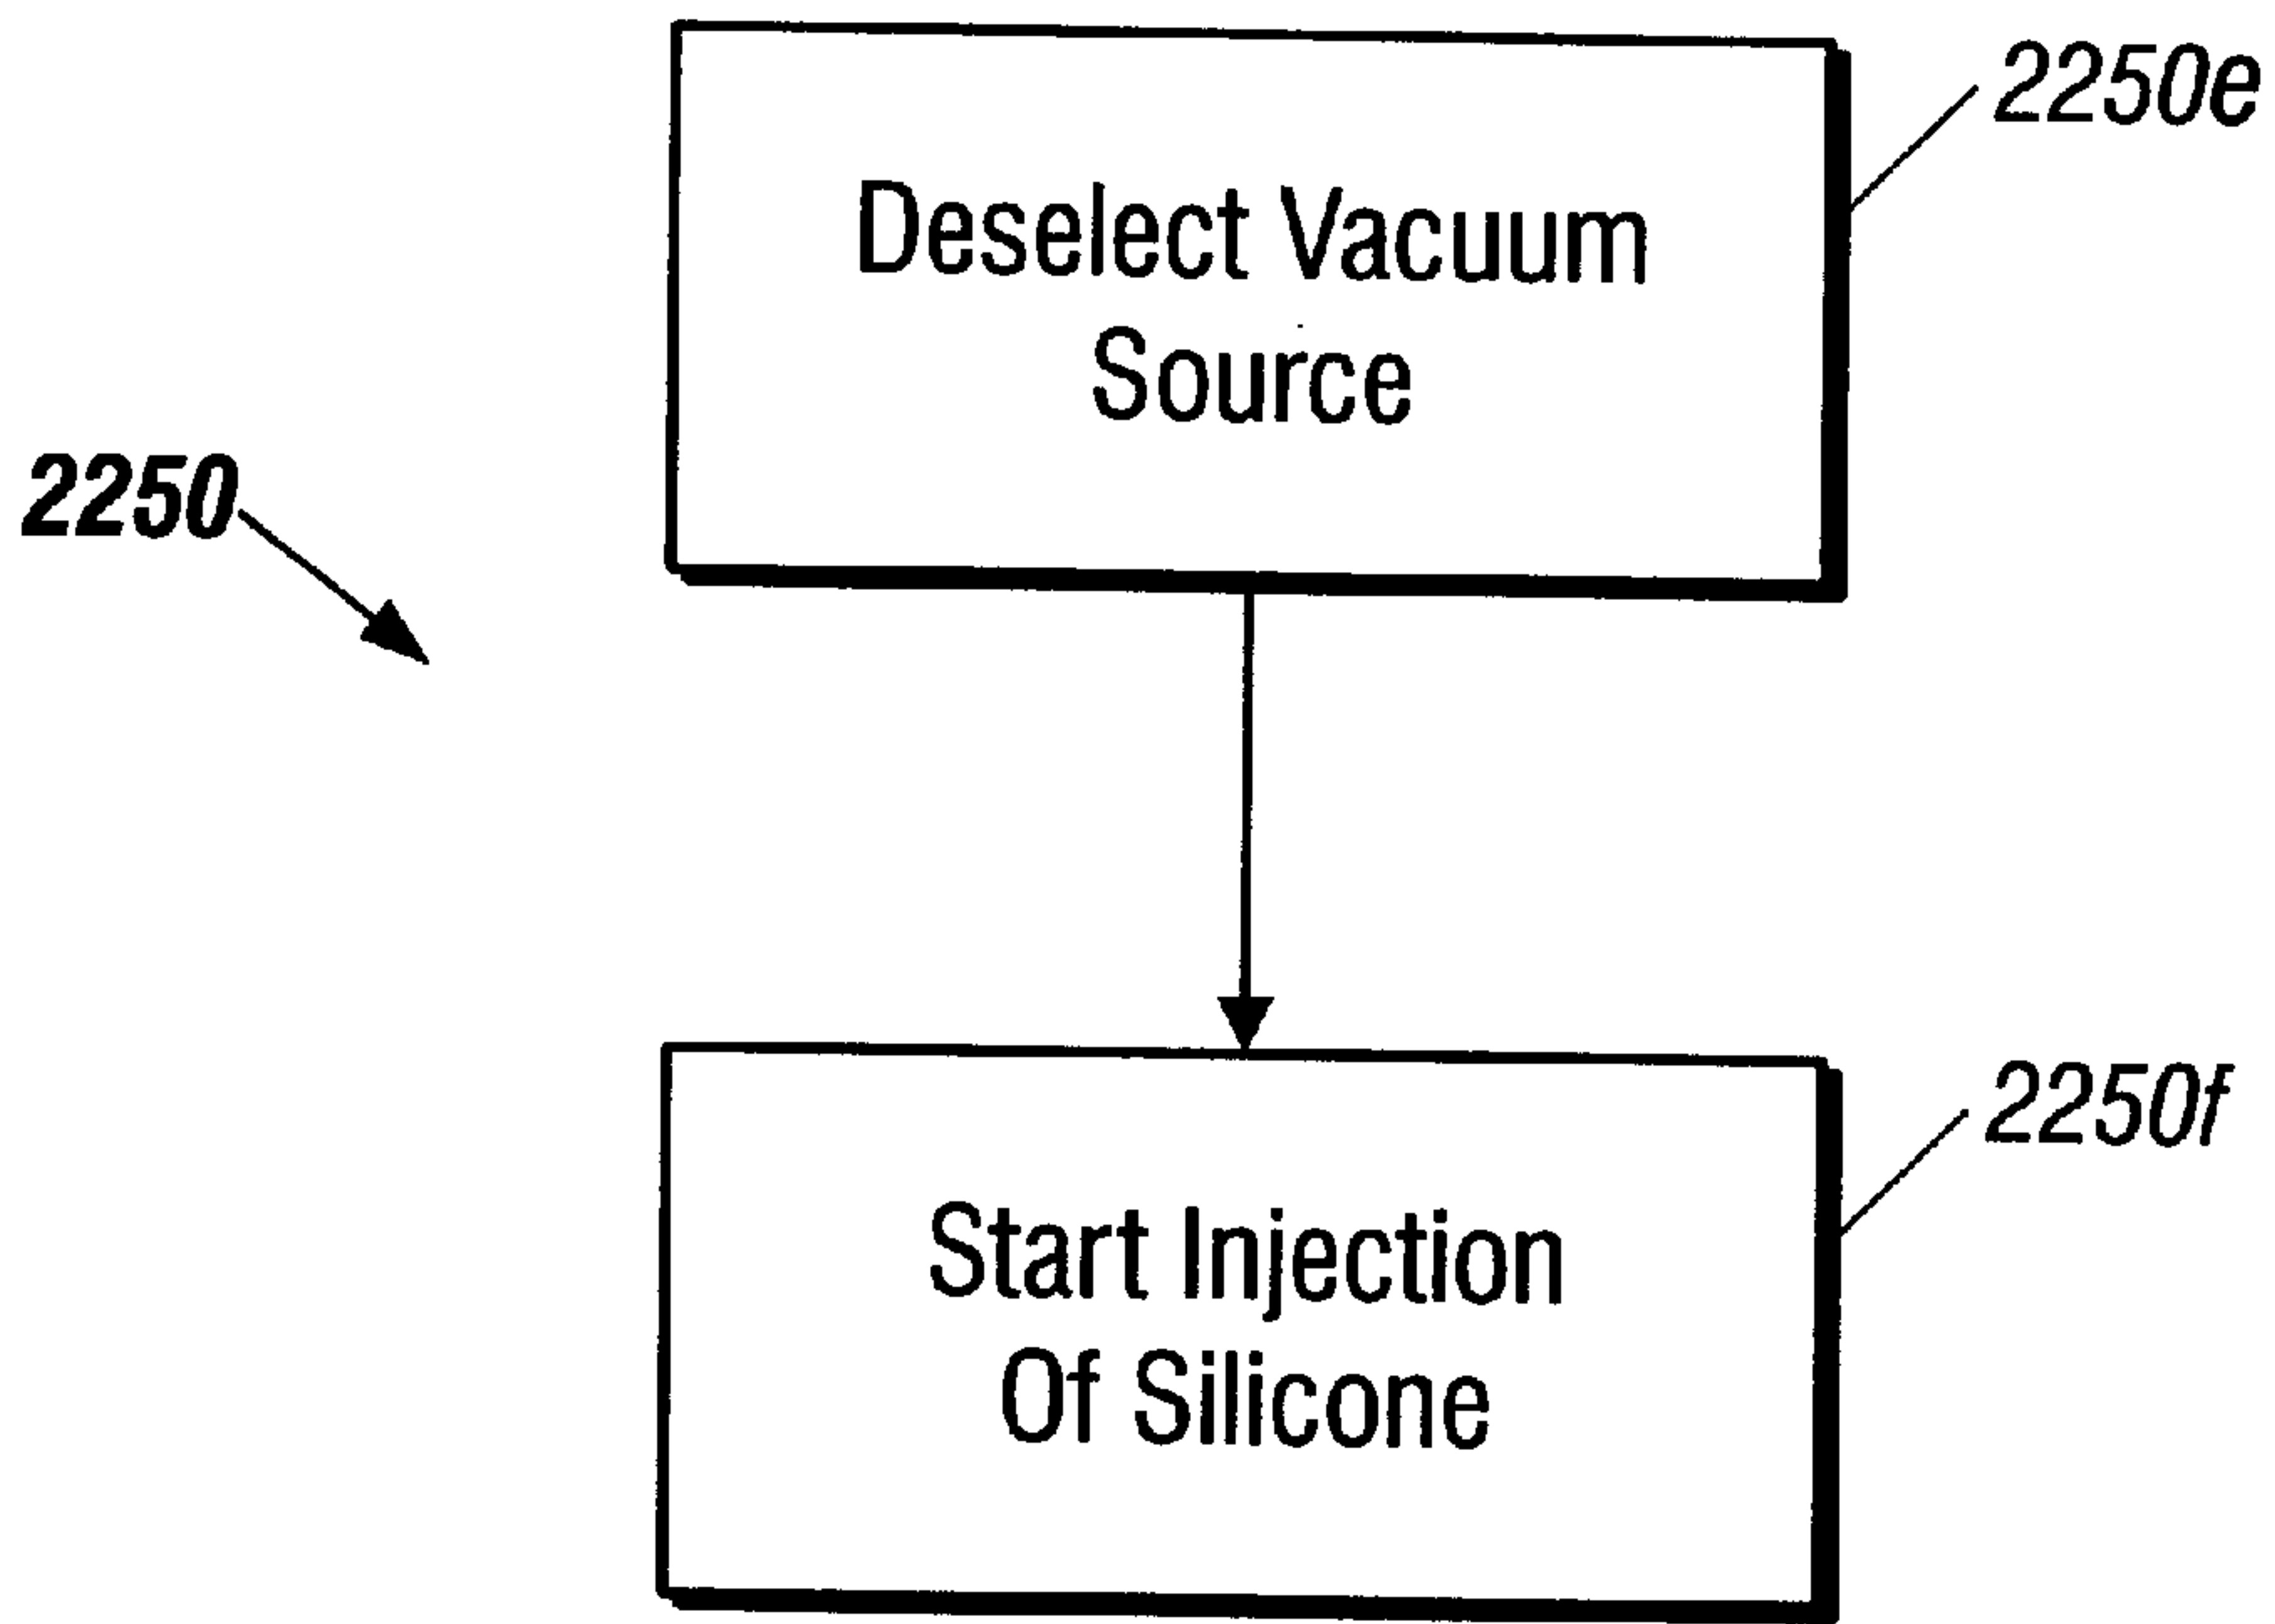 2250e
Deselect Vacuum
Source
2250
2250f
Start Injection
Of Silicone